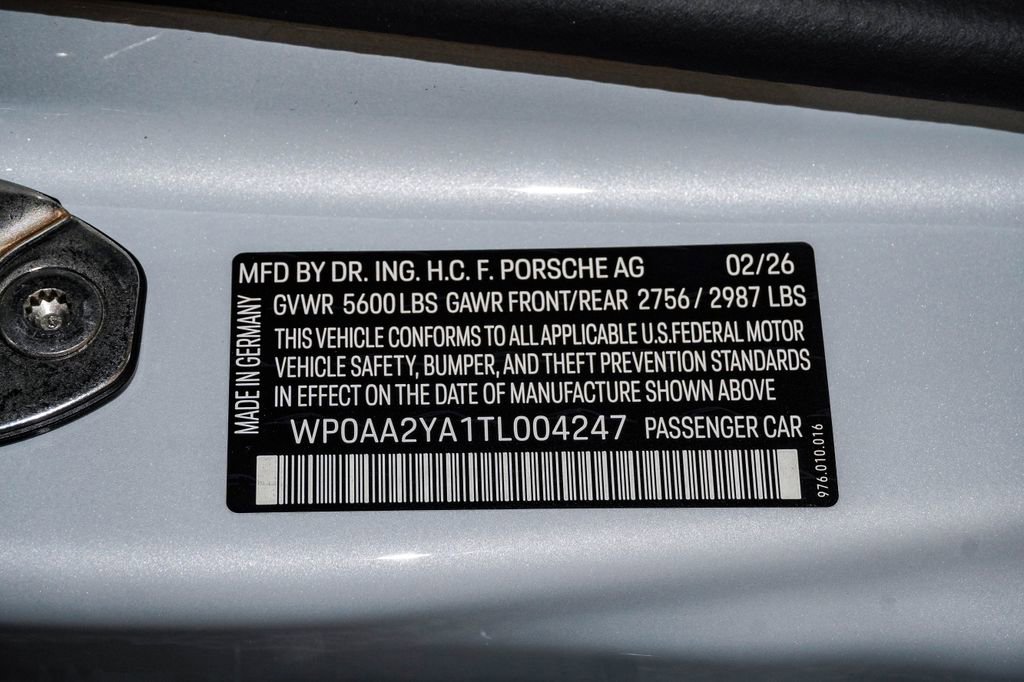 MFD BY DR. ING. H.C. F. PORSCHE AG 02/26
GVWR 5600 LBS GAWR FRONT/REAR 2756 / 2987 LBS
THIS VEHICLE CONFORMS TO ALL APPLICABLE U.S.FEDERAL MOTOR
VEHICLE SAFETY, BUMPER, AND THEFT PREVENTION STANDARDS
IN EFFECT ON THE DATE OF MANUFACTURE SHOWN ABOVE
WP0AA2YA1TL004247 PASSENGER CAR
MADE IN GERMANY
976.010.016